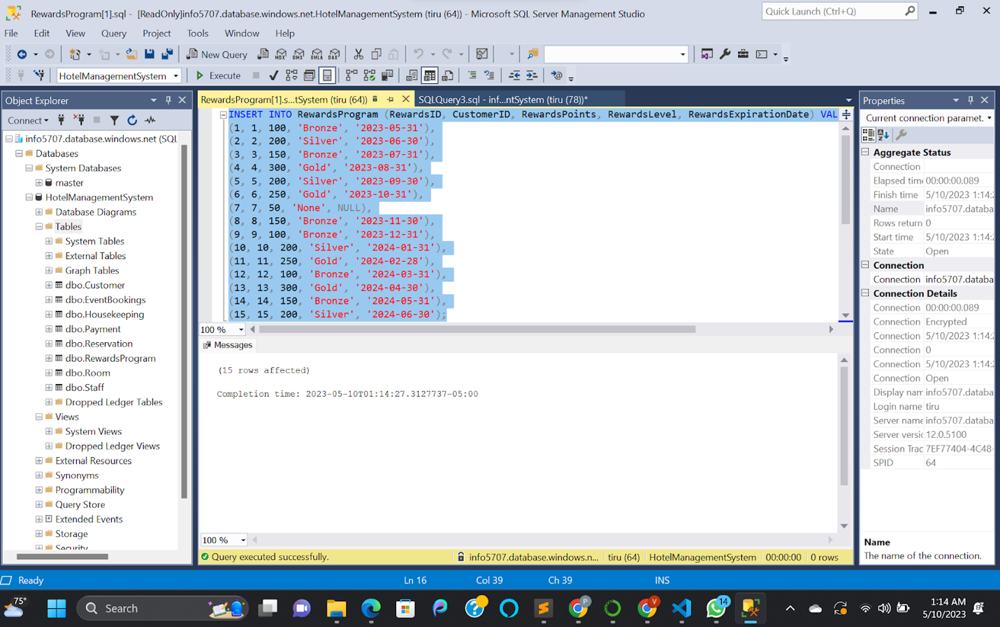 RewardsProgram[1].sql - [ReadOnly]info5707.database.windows.net.HotelManagementSystem (tiru (64)) - Microsoft SQL Server Management Studio
Quick Launch (Ctrl+Q)
File Edit View Query Project Tools Window Help
New Query
MDX DMX XMLA DAX
HotelManagementSystem
Execute
Object Explorer
Connect
info5707.database.windows.net (SQL
Databases
System Databases
master
HotelManagementSystem
Database Diagrams
Tables
System Tables
External Tables
Graph Tables
dbo.Customer
dbo.EventBookings
dbo.Housekeeping
dbo.Payment
dbo.Reservation
dbo.RewardsProgram
dbo.Room
dbo.Staff
Dropped Ledger Tables
Views
System Views
Dropped Ledger Views
External Resources
Synonyms
Programmability
Query Store
Extended Events
Storage
Security
RewardsProgram[1].s...tSystem (tiru (64))
SQLQuery3.sql - inf...ntSystem (tiru (78))*
INSERT INTO RewardsProgram (RewardsID, CustomerID, RewardsPoints, RewardsLevel, RewardsExpirationDate) VAL
(1, 1, 100, 'Bronze', '2023-05-31'),
(2, 2, 200, 'Silver', '2023-06-30'),
(3, 3, 150, 'Bronze', '2023-07-31'),
(4, 4, 300, 'Gold', '2023-08-31'),
(5, 5, 200, 'Silver', '2023-09-30'),
(6, 6, 250, 'Gold', '2023-10-31'),
(7, 7, 50, 'None', NULL),
(8, 8, 150, 'Bronze', '2023-11-30'),
(9, 9, 100, 'Bronze', '2023-12-31'),
(10, 10, 200, 'Silver', '2024-01-31'),
(11, 11, 250, 'Gold', '2024-02-28'),
(12, 12, 100, 'Bronze', '2024-03-31'),
(13, 13, 300, 'Gold', '2024-04-30'),
(14, 14, 150, 'Bronze', '2024-05-31'),
(15, 15, 200, 'Silver', '2024-06-30');
100 %
Messages
(15 rows affected)
Completion time: 2023-05-10T01:14:27.3127737-05:00
100 %
Query executed successfully.
info5707.database.windows.n...
tiru (64)
HotelManagementSystem
00:00:00
0 rows
Properties
Current connection paramet.
Aggregate Status
Connection
Elapsed time 00:00:00.089
Finish time 5/10/2023 1:14:2
Name info5707.databa
Rows return 0
Start time 5/10/2023 1:14:2
State Open
Connection
Connection info5707.databa
Connection Details
Connection 00:00:00.089
Connection Encrypted
Connection 5/10/2023 1:14:2
Connection 0
Connection 5/10/2023 1:14:2
Connection Open
Display nam info5707.databa
Login name tiru
Server name info5707.databa
Server versic 12.0.5100
Session Trac 7EF77404-4C48-
SPID 64
Name
The name of the connection.
Ready
Ln 16
Col 39
Ch 39
INS
75°
Search
P
V
14
1:14 AM
5/10/2023